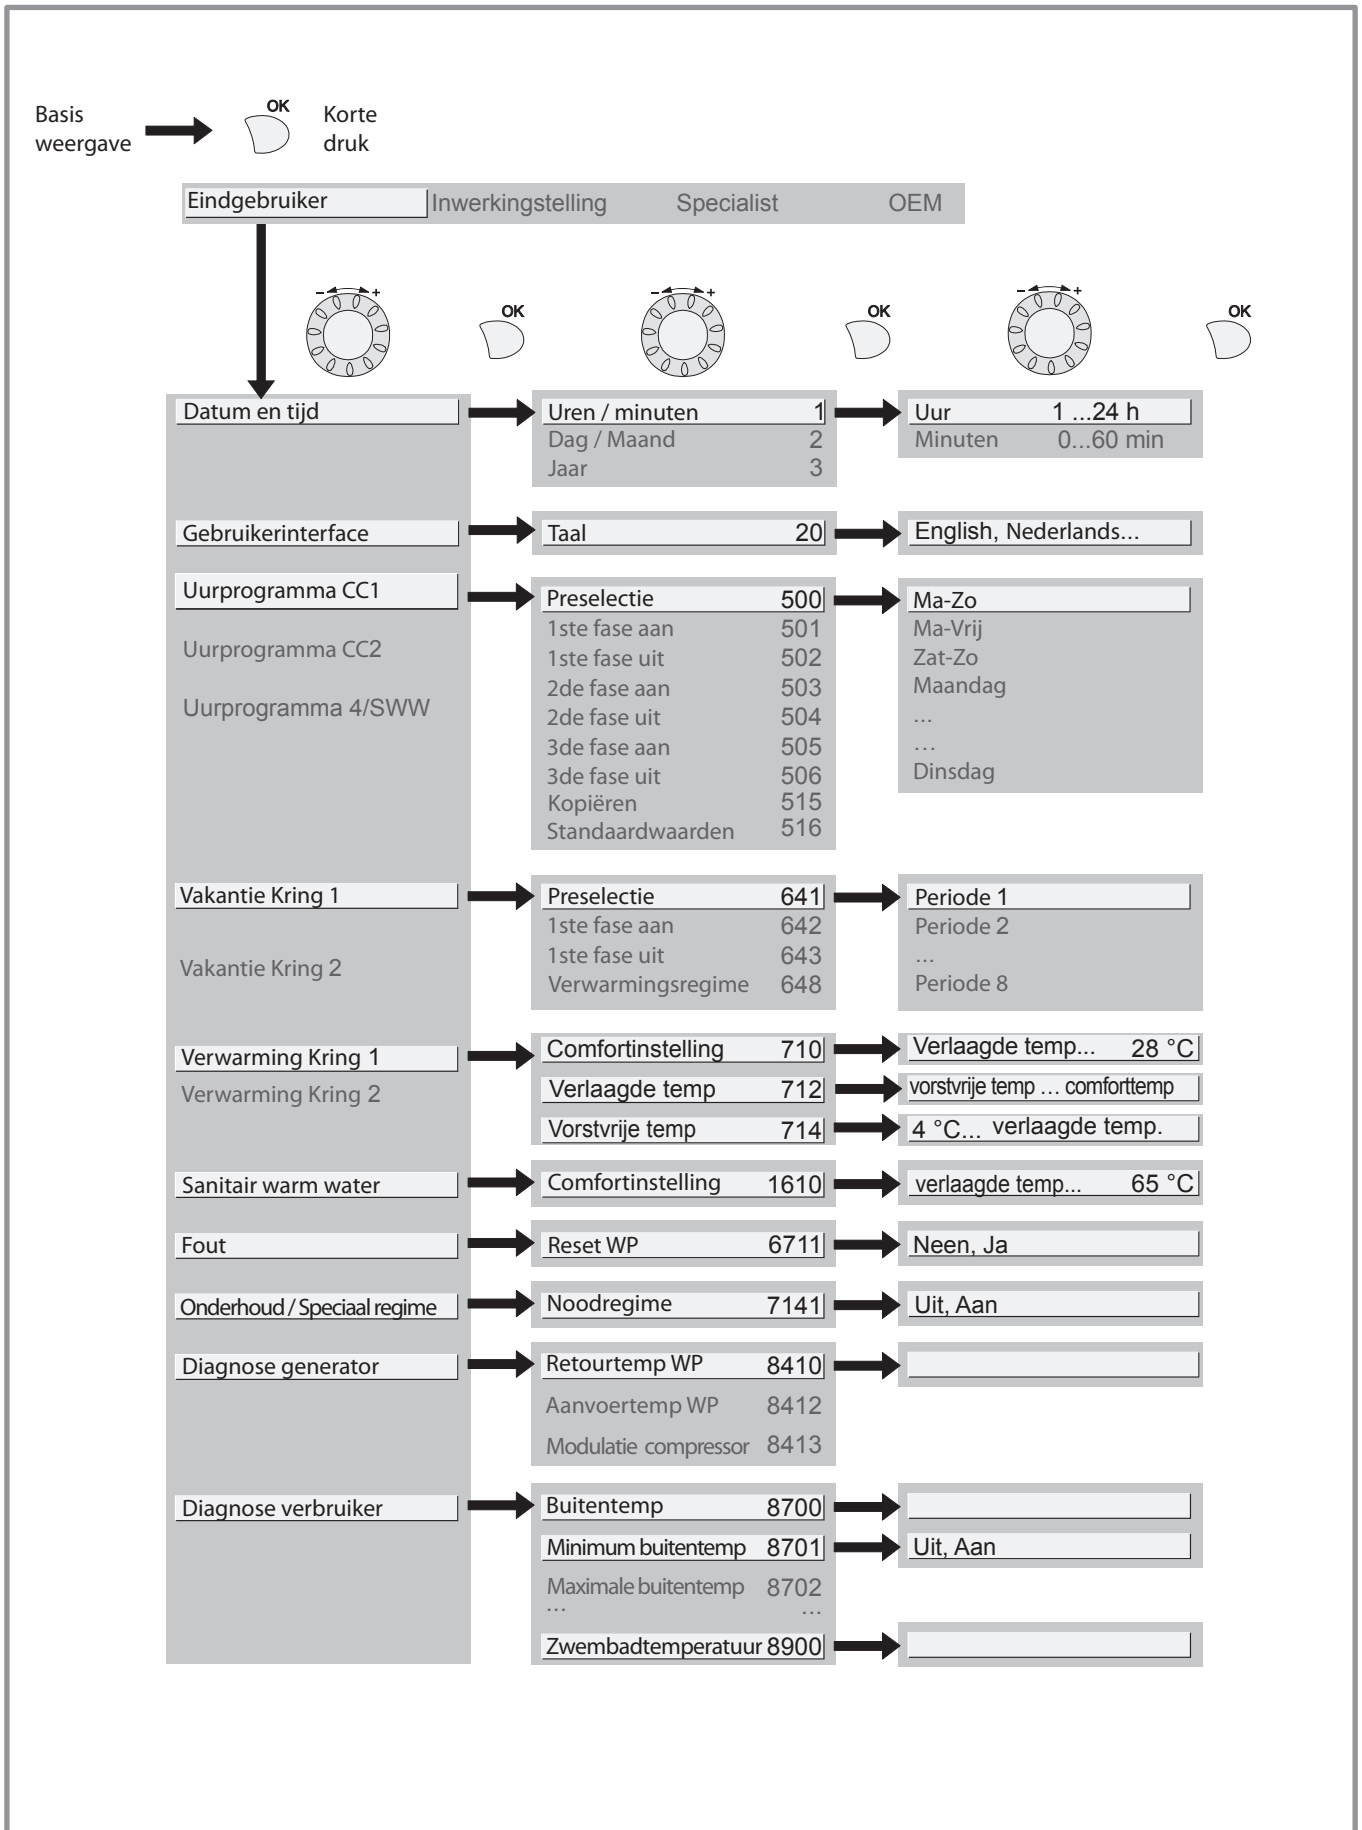 Basis
weergave
OK
Korte
druk
Eindgebruiker Inwerkingstelling Specialist OEM
- + OK - + OK - + OK
Datum en tijd Uren / minuten 1 Uur 1 ...24 h
Dag / Maand 2 Minuten 0...60 min
Jaar 3
Gebruikerinterface Taal 20 English, Nederlands...
Uurprogramma CC1 Preselectie 500 Ma-Zo
1ste fase aan 501 Ma-Vrij
Uurprogramma CC2 1ste fase uit 502 Zat-Zo
2de fase aan 503 Maandag
Uurprogramma 4/SWW 2de fase uit 504 ...
3de fase aan 505 ...
3de fase uit 506 Dinsdag
Kopiëren 515
Standaardwaarden 516
Vakantie Kring 1 Preselectie 641 Periode 1
1ste fase aan 642 Periode 2
Vakantie Kring 2 1ste fase uit 643 ...
Verwarmingsregime 648 Periode 8
Verwarming Kring 1 Comfortinstelling 710 Verlaagde temp... 28 °C
Verwarming Kring 2 Verlaagde temp 712 vorstvrije temp ... comforttemp
Vorstvrije temp 714 4 °C... verlaagde temp.
Sanitair warm water Comfortinstelling 1610 verlaagde temp... 65 °C
Fout Reset WP 6711 Neen, Ja
Onderhoud / Speciaal regime Noodregime 7141 Uit, Aan
Diagnose generator Retourtemp WP 8410
Aanvoertemp WP 8412
Modulatie compressor 8413
Diagnose verbruiker Buitentemp 8700
Minimum buitentemp 8701 Uit, Aan
Maximale buitentemp 8702
... ...
Zwembadtemperatuur 8900